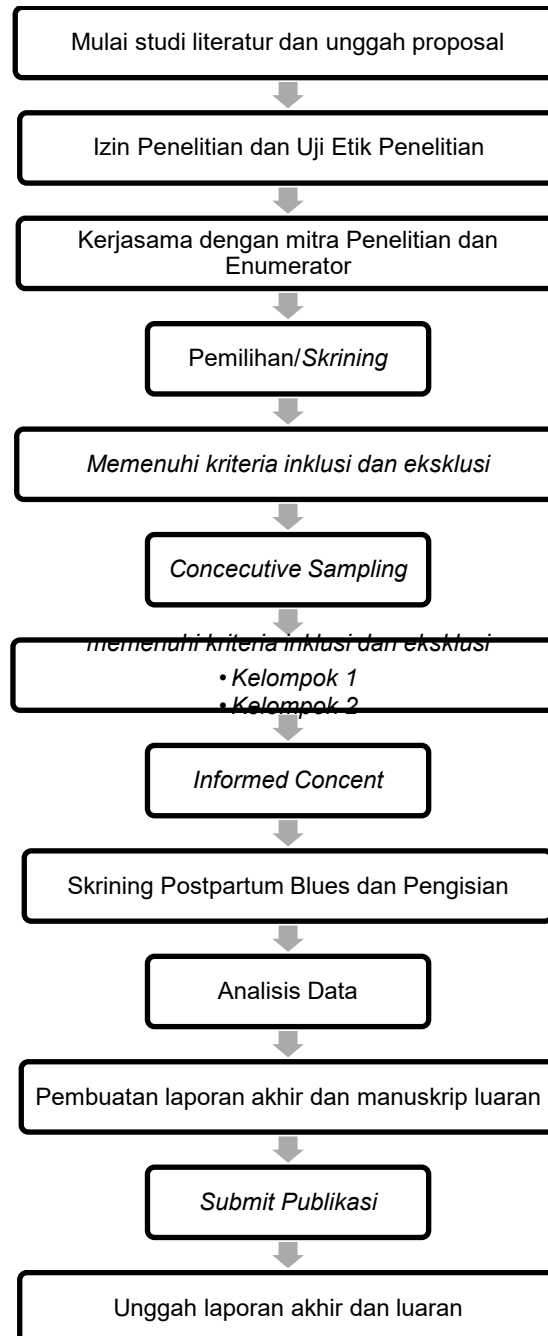 Mulai studi literatur dan unggah proposal
Izin Penelitian dan Uji Etik Penelitian
Kerjasama dengan mitra Penelitian dan
Enumerator
Pemilihan/Skrining
Memenuhi kriteria inklusi dan eksklusi
Concecutive Sampling
memenuhi kriteria inklusi dan eksklusi
• Kelompok 1
• Kelompok 2
Informed Concent
Skrining Postpartum Blues dan Pengisian
Analisis Data
Pembuatan laporan akhir dan manuskrip luaran
Submit Publikasi
Unggah laporan akhir dan luaran